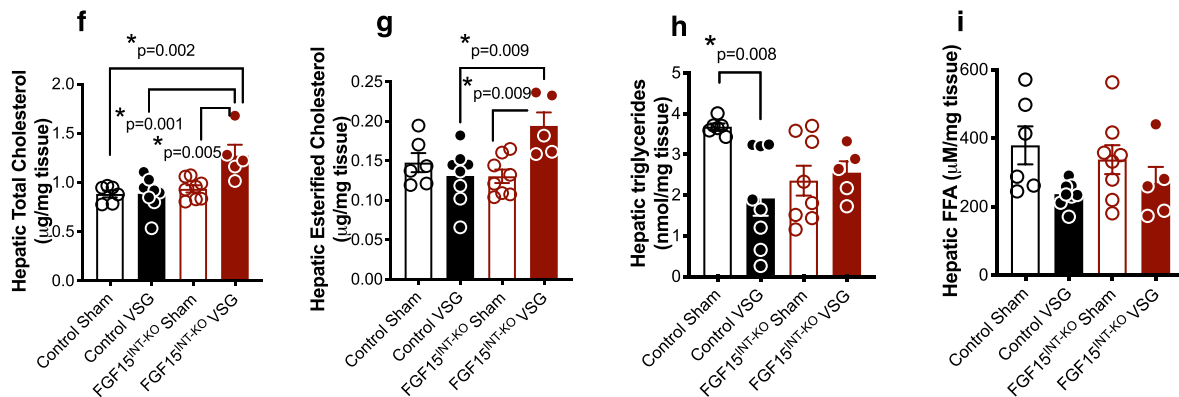 f
Hepatic Total Cholesterol
(μg/mg tissue)
2.0
1.5
1.0
0.5
0.0
*
p=0.002
*
p=0.001
*
p=0.005
Control Sham
Control VSG
FGF15INT-KO Sham
FGF15INT-KO VSG
g
Hepatic Esterified Cholesterol
(μg/mg tissue)
0.25
0.20
0.15
0.10
0.05
0.00
*
p=0.009
*
p=0.009
Control Sham
Control VSG
FGF15INT-KO Sham
FGF15INT-KO VSG
h
Hepatic triglycerides
(nmol/mg tissue)
5
4
3
2
1
0
*
p=0.008
Control Sham
Control VSG
FGF15INT-KO Sham
FGF15INT-KO VSG
i
Hepatic FFA (μM/mg tissue)
600
400
200
0
Control Sham
Control VSG
FGF15INT-KO Sham
FGF15INT-KO VSG